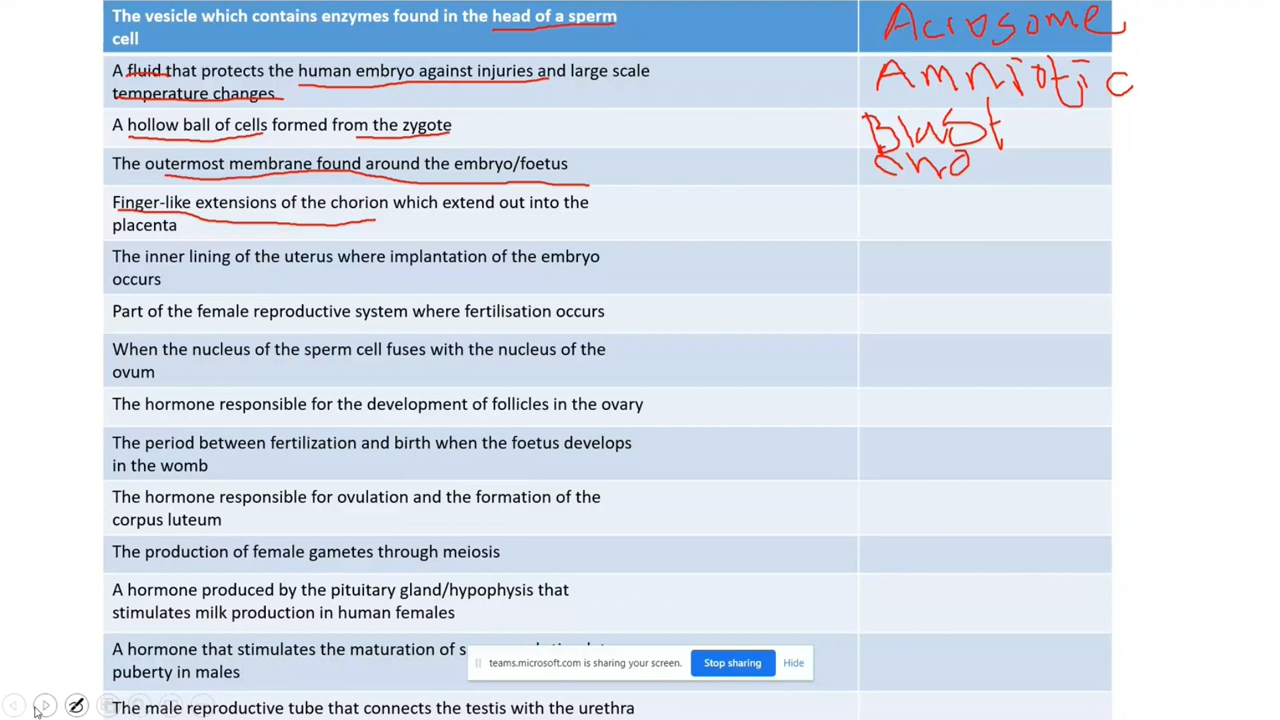 The vesicle which contains enzymes found in the head of a sperm
cell
Acrosome
A fluid that protects the human embryo against injuries and large scale
temperature changes
Amniotic
A hollow ball of cells formed from the zygote
Blast
The outermost membrane found around the embryo/foetus
Cho
Finger-like extensions of the chorion which extend out into the
placenta
The inner lining of the uterus where implantation of the embryo
occurs
Part of the female reproductive system where fertilisation occurs
When the nucleus of the sperm cell fuses with the nucleus of the
ovum
The hormone responsible for the development of follicles in the ovary
The period between fertilization and birth when the foetus develops
in the womb
The hormone responsible for ovulation and the formation of the
corpus luteum
The production of female gametes through meiosis
A hormone produced by the pituitary gland/hypophysis that
stimulates milk production in human females
A hormone that stimulates the maturation of
puberty in males
teams.microsoft.com is sharing your screen.
Stop sharing
Hide
The male reproductive tube that connects the testis with the urethra